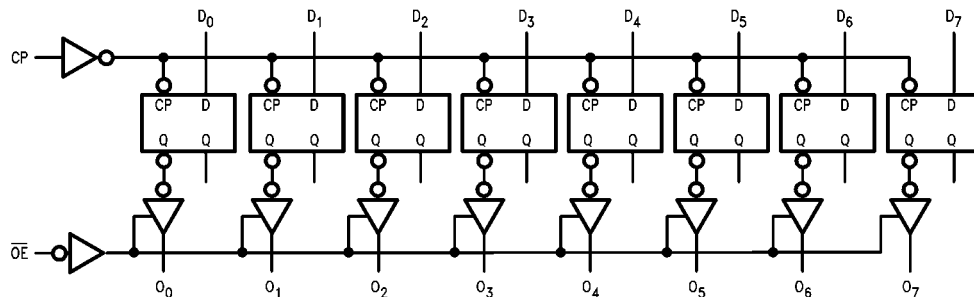 D0 D1 D2 D3 D4 D5 D6 D7
CP
CP D CP D CP D CP D CP D CP D CP D CP D
Q Q Q Q Q Q Q Q Q Q Q Q Q Q Q Q
OE
O0 O1 O2 O3 O4 O5 O6 O7